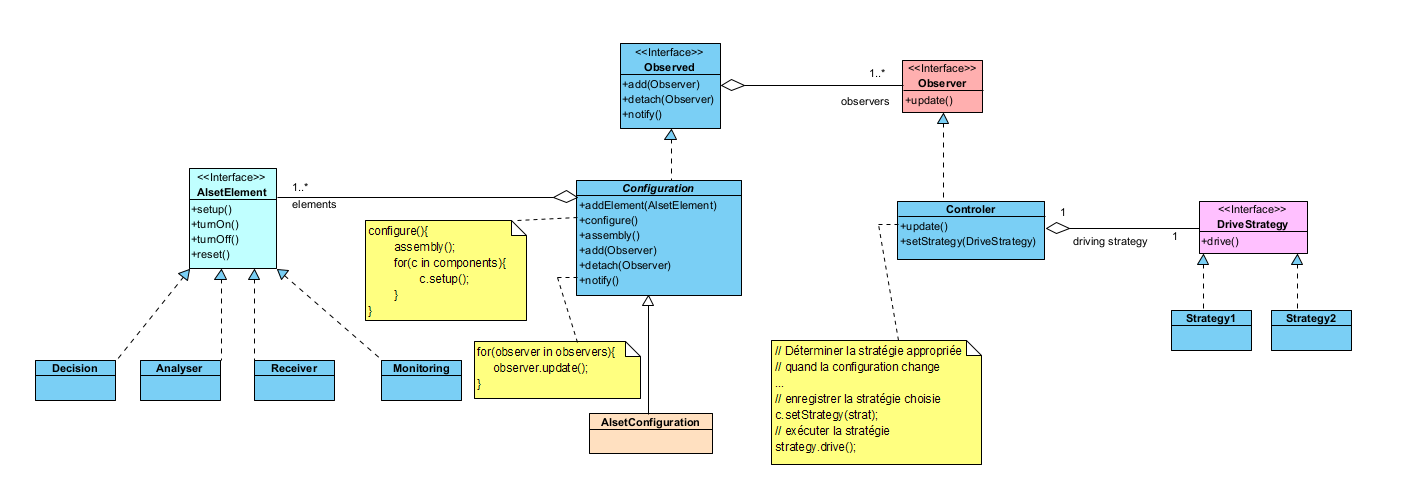 <<Interface>>
Observed
+add(Observer)
+detach(Observer)
+notify()
1..*
observers
<<Interface>>
Observer
+update()
<<Interface>>
AlsetElement
+setup()
+turnOn()
+turnOff()
+reset()
1..*
elements
Configuration
+addElement(AlsetElement)
+configure()
+assembly()
+add(Observer)
+detach(Observer)
+notify()
configure(){
assembly();
for(c in components){
c.setup();
}
}
Controler
+update()
+setStrategy(DriveStrategy)
1
driving strategy
1
<<Interface>>
DriveStrategy
+drive()
Strategy1
Strategy2
Decision
Analyser
Receiver
Monitoring
for(observer in observers){
observer.update();
}
AlsetConfiguration
// Déterminer la stratégie appropriée
// quand la configuration change
...
// enregistrer la stratégie choisie
c.setStrategy(strat);
// exécuter la stratégie
strategy.drive();